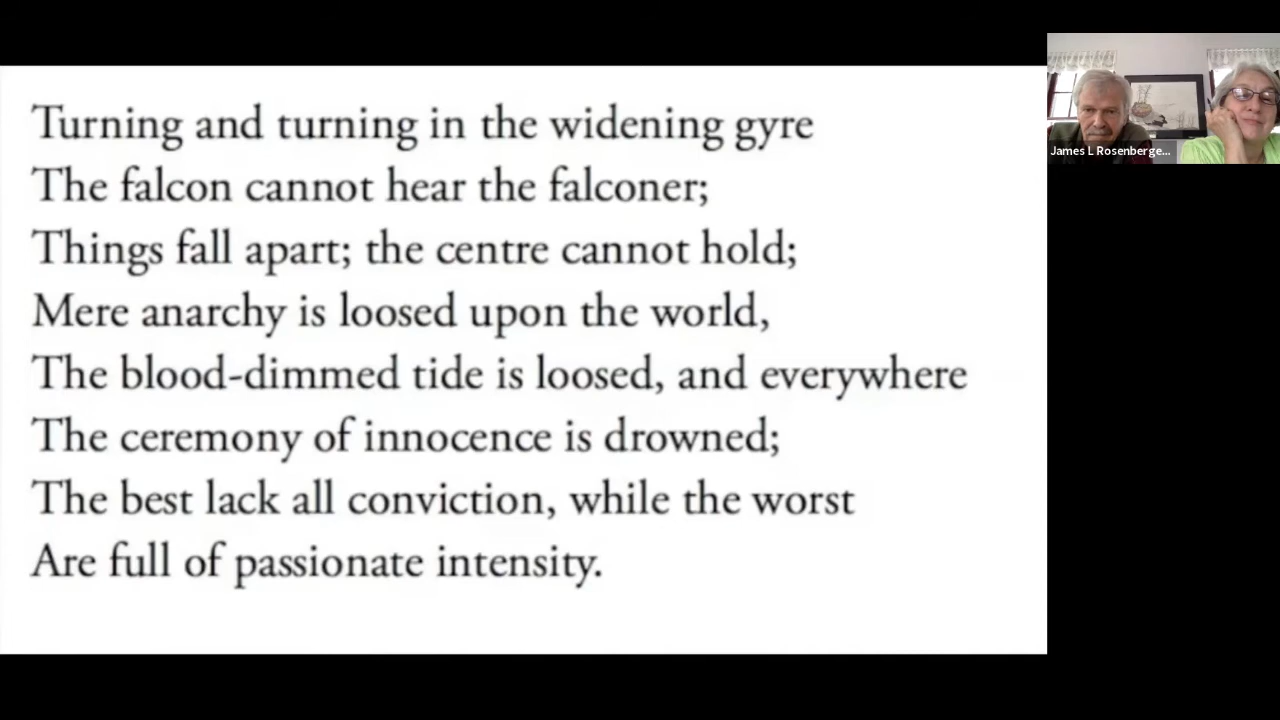 Turning and turning in the widening gyre
The falcon cannot hear the falconer;
Things fall apart; the centre cannot hold;
Mere anarchy is loosed upon the world,
The blood-dimmed tide is loosed, and everywhere
The ceremony of innocence is drowned;
The best lack all conviction, while the worst
Are full of passionate intensity.
James L Rosenberge...